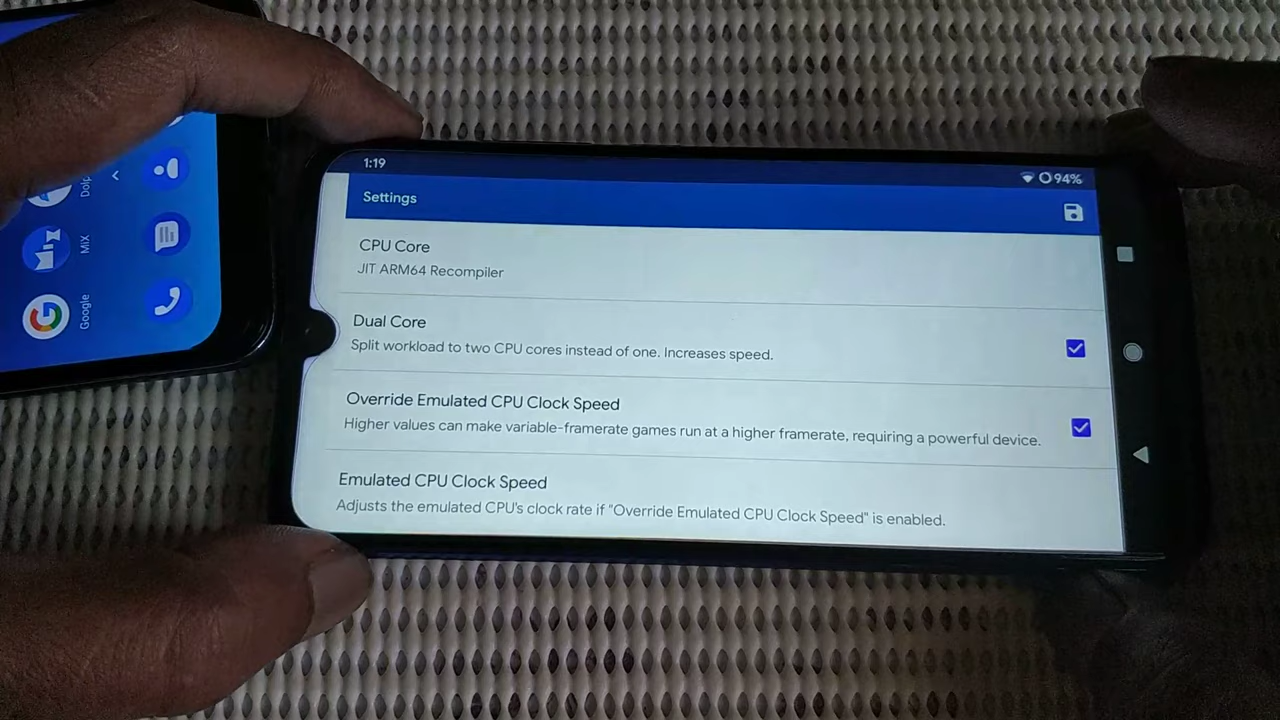 1:19
94%
Settings
CPU Core
JIT ARM64 Recompiler
Dual Core
Split workload to two CPU cores instead of one. Increases speed.
Override Emulated CPU Clock Speed
Higher values can make variable-framerate games run at a higher framerate, requiring a powerful device.
Emulated CPU Clock Speed
Adjusts the emulated CPU's clock rate if "Override Emulated CPU Clock Speed" is enabled.
MiX
MiX
Google
G